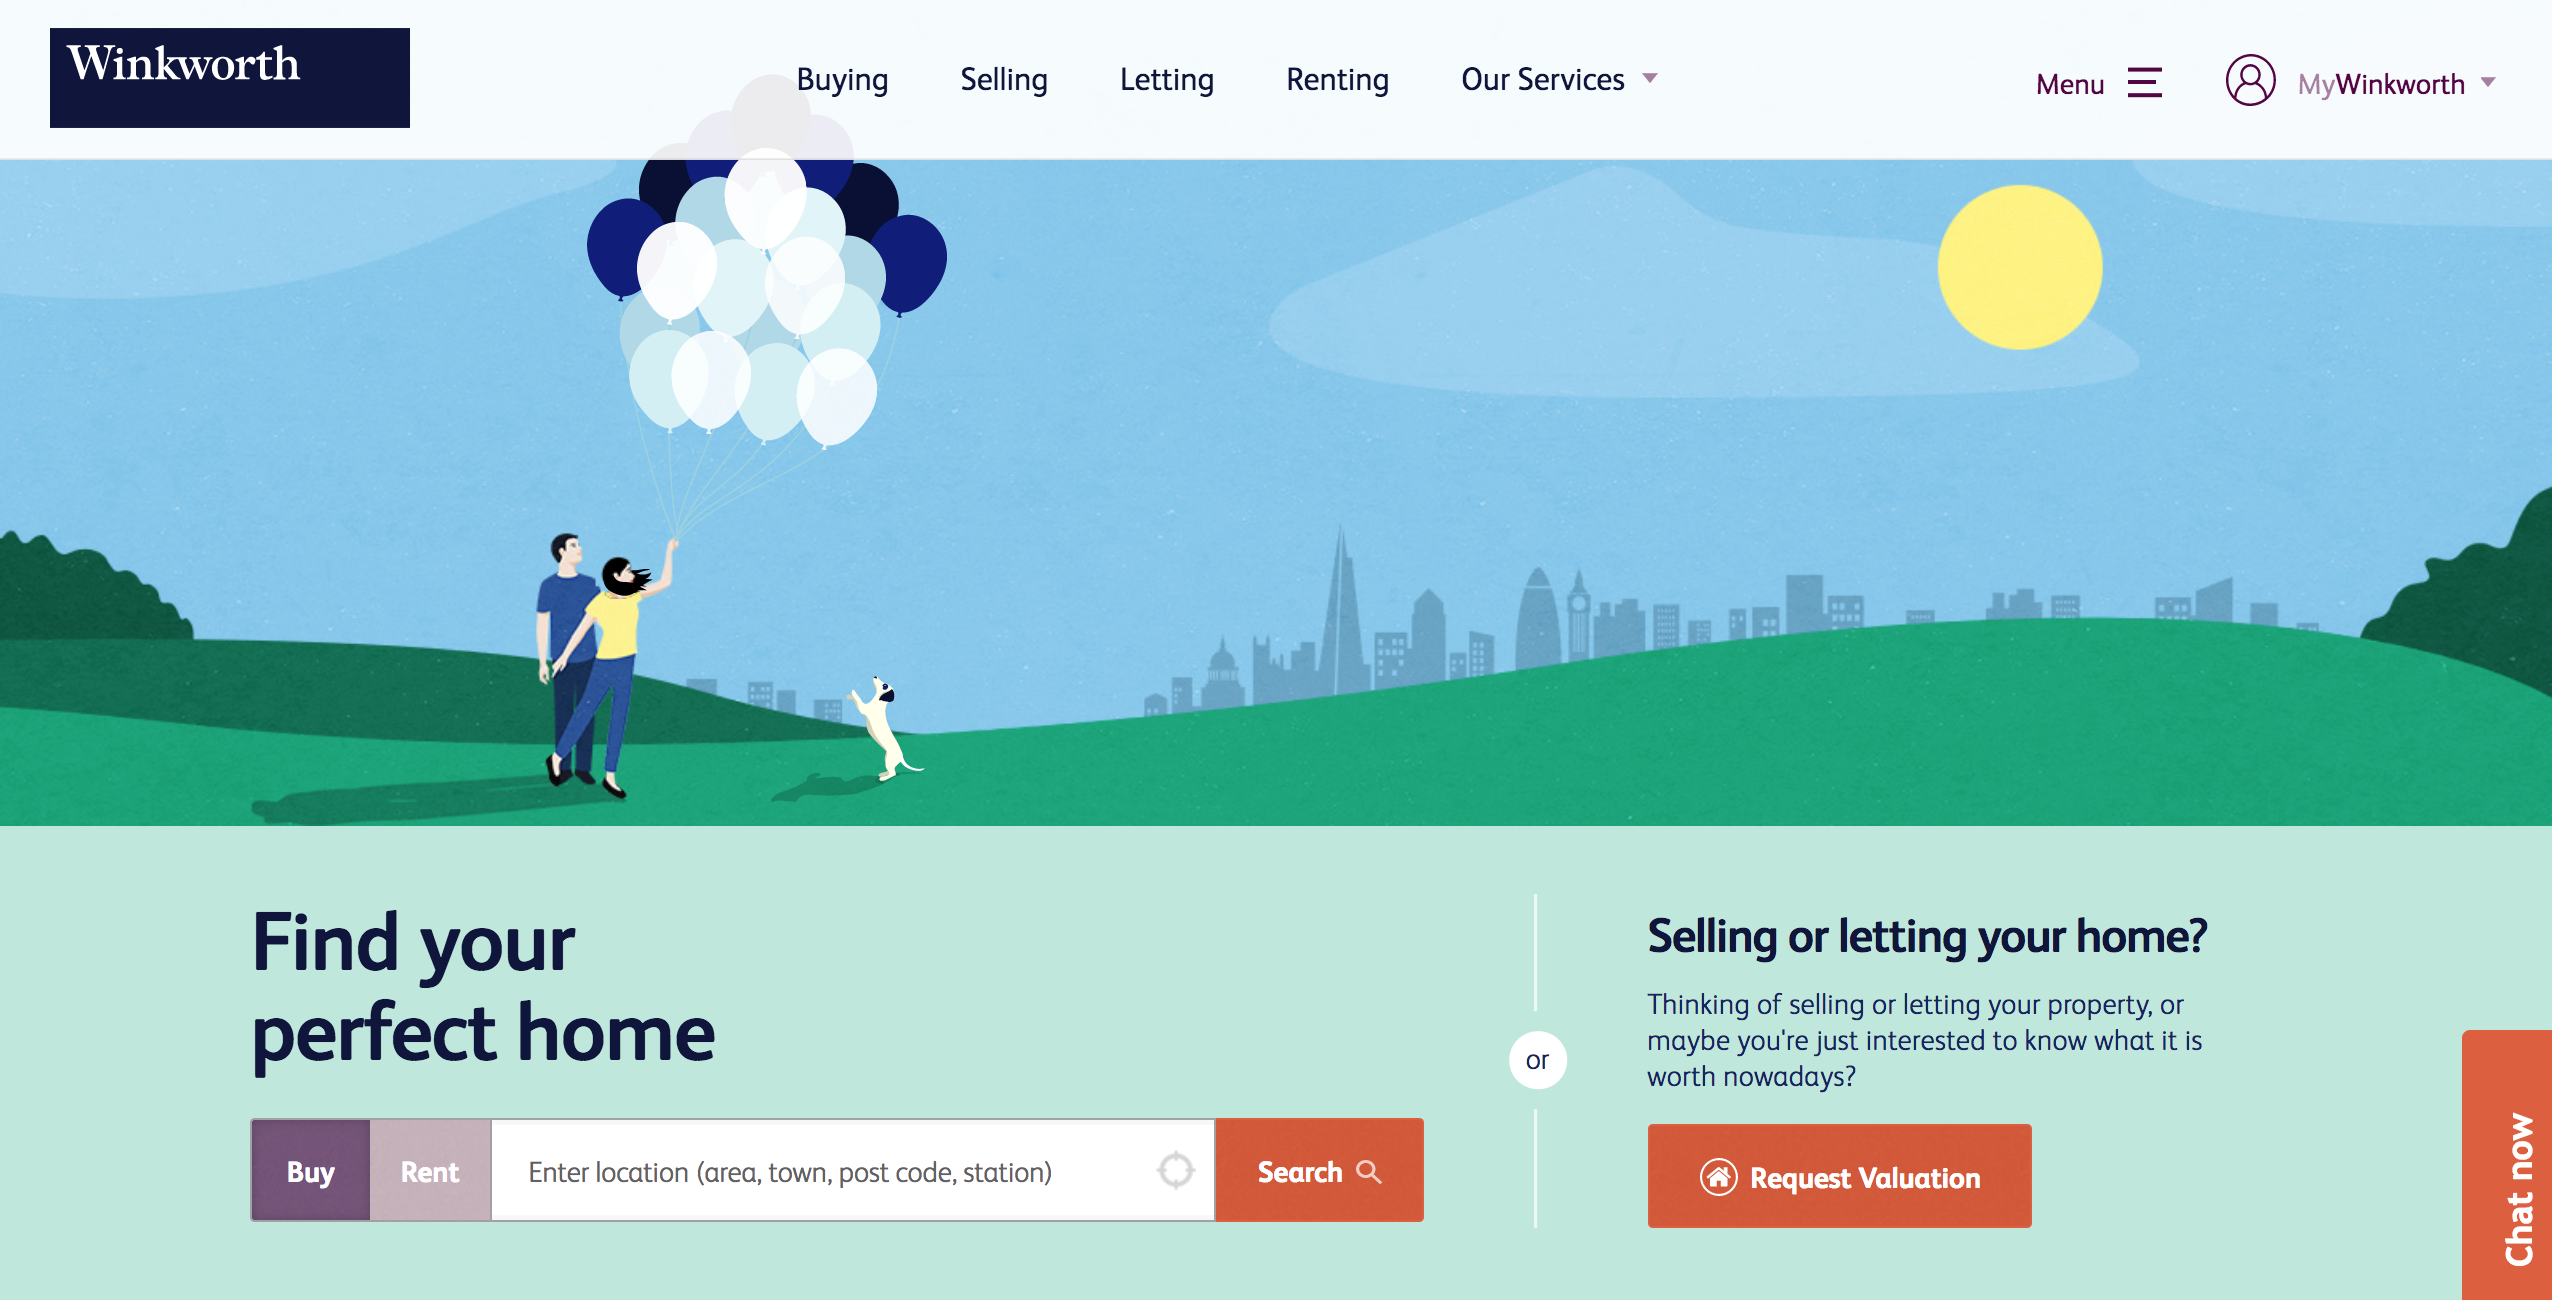 Winkworth
Buying
Selling
Letting
Renting
Our Services
Menu
MyWinkworth
Find your
perfect home
Buy
Rent
Enter location (area, town, post code, station)
Search
or
Selling or letting your home?
Thinking of selling or letting your property, or
maybe you're just interested to know what it is
worth nowadays?
Request Valuation
Chat now